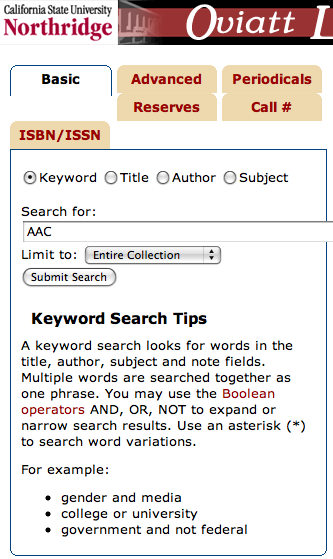 California State University
Northridge
Oviatt L
Basic
Advanced
Periodicals
Reserves
Call #
ISBN/ISSN
Keyword Title Author Subject
Search for:
AAC
Limit to: Entire Collection
Submit Search
Keyword Search Tips
A keyword search looks for words in the
title, author, subject and note fields.
Multiple words are searched together as
one phrase. You may use the Boolean
operators AND, OR, NOT to expand or
narrow search results. Use an asterisk (*)
to search word variations.
For example:
• gender and media
• college or university
• government and not federal